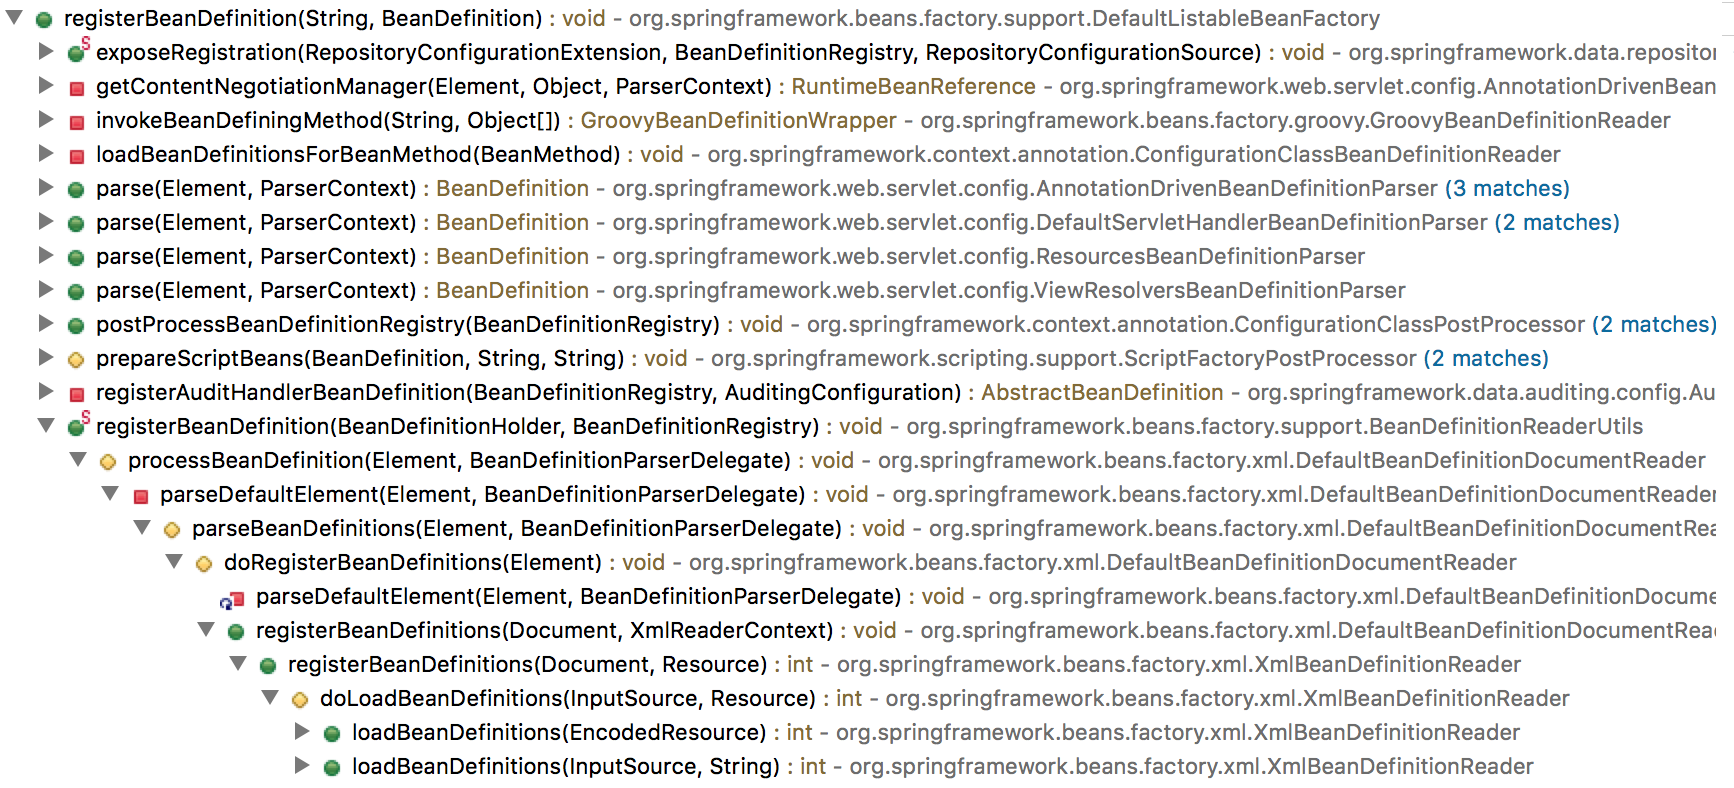 registerBeanDefinition(String, BeanDefinition) : void - org.springframework.beans.factory.support.DefaultListableBeanFactory
exposeRegistration(RepositoryConfigurationExtension, BeanDefinitionRegistry, RepositoryConfigurationSource) : void - org.springframework.data.repositor
getContentNegotiationManager(Element, Object, ParserContext) : RuntimeBeanReference - org.springframework.web.servlet.config.AnnotationDrivenBean
invokeBeanDefiningMethod(String, Object[]) : GroovyBeanDefinitionWrapper - org.springframework.beans.factory.groovy.GroovyBeanDefinitionReader
loadBeanDefinitionsForBeanMethod(BeanMethod) : void - org.springframework.context.annotation.ConfigurationClassBeanDefinitionReader
parse(Element, ParserContext) : BeanDefinition - org.springframework.web.servlet.config.AnnotationDrivenBeanDefinitionParser (3 matches)
parse(Element, ParserContext) : BeanDefinition - org.springframework.web.servlet.config.DefaultServletHandlerBeanDefinitionParser (2 matches)
parse(Element, ParserContext) : BeanDefinition - org.springframework.web.servlet.config.ResourcesBeanDefinitionParser
parse(Element, ParserContext) : BeanDefinition - org.springframework.web.servlet.config.ViewResolversBeanDefinitionParser
postProcessBeanDefinitionRegistry(BeanDefinitionRegistry) : void - org.springframework.context.annotation.ConfigurationClassPostProcessor (2 matches)
prepareScriptBeans(BeanDefinition, String, String) : void - org.springframework.scripting.support.ScriptFactoryPostProcessor (2 matches)
registerAuditHandlerBeanDefinition(BeanDefinitionRegistry, AuditingConfiguration) : AbstractBeanDefinition - org.springframework.data.auditing.config.Au
registerBeanDefinition(BeanDefinitionHolder, BeanDefinitionRegistry) : void - org.springframework.beans.factory.support.BeanDefinitionReaderUtils
processBeanDefinition(Element, BeanDefinitionParserDelegate) : void - org.springframework.beans.factory.xml.DefaultBeanDefinitionDocumentReader
parseDefaultElement(Element, BeanDefinitionParserDelegate) : void - org.springframework.beans.factory.xml.DefaultBeanDefinitionDocumentReader
parseBeanDefinitions(Element, BeanDefinitionParserDelegate) : void - org.springframework.beans.factory.xml.DefaultBeanDefinitionDocumentRea
doRegisterBeanDefinitions(Element) : void - org.springframework.beans.factory.xml.DefaultBeanDefinitionDocumentReader
parseDefaultElement(Element, BeanDefinitionParserDelegate) : void - org.springframework.beans.factory.xml.DefaultBeanDefinitionDocume
registerBeanDefinitions(Document, XmlReaderContext) : void - org.springframework.beans.factory.xml.DefaultBeanDefinitionDocumentRea
registerBeanDefinitions(Document, Resource) : int - org.springframework.beans.factory.xml.XmlBeanDefinitionReader
doLoadBeanDefinitions(InputSource, Resource) : int - org.springframework.beans.factory.xml.XmlBeanDefinitionReader
loadBeanDefinitions(EncodedResource) : int - org.springframework.beans.factory.xml.XmlBeanDefinitionReader
loadBeanDefinitions(InputSource, String) : int - org.springframework.beans.factory.xml.XmlBeanDefinitionReader